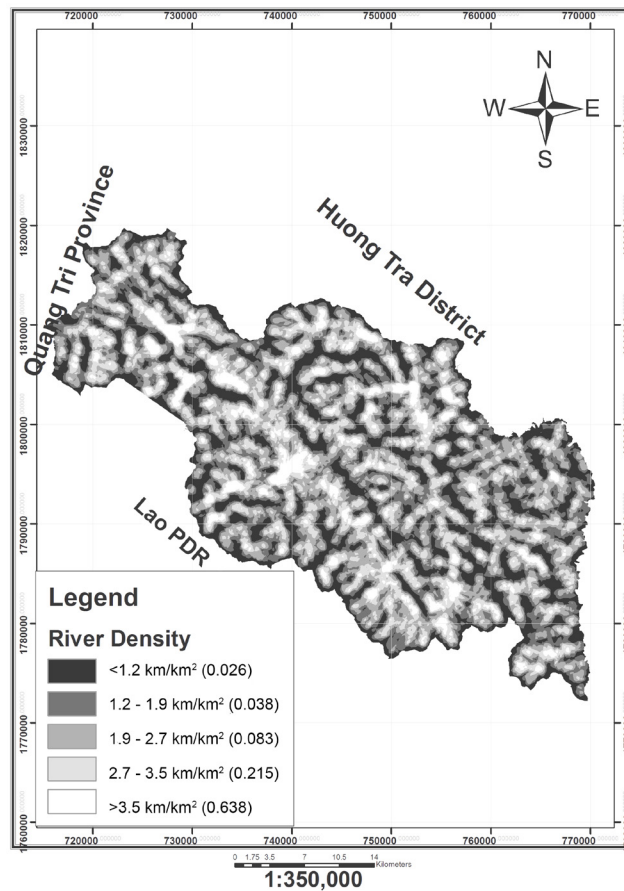 720000 730000 740000 750000 760000 770000
N
W E
S
1830000
1820000
1810000
1800000
1790000
1780000
1770000
1760000
Quang Tri Province
Huong Tra District
Lao PDR
Legend
River Density
<1.2 km/km² (0.026)
1.2 - 1.9 km/km² (0.038)
1.9 - 2.7 km/km² (0.083)
2.7 - 3.5 km/km² (0.215)
>3.5 km/km² (0.638)
720000 730000 740000 750000 760000 770000
0 1.75 3.5 7 10.5 14
Kilometers
1:350,000